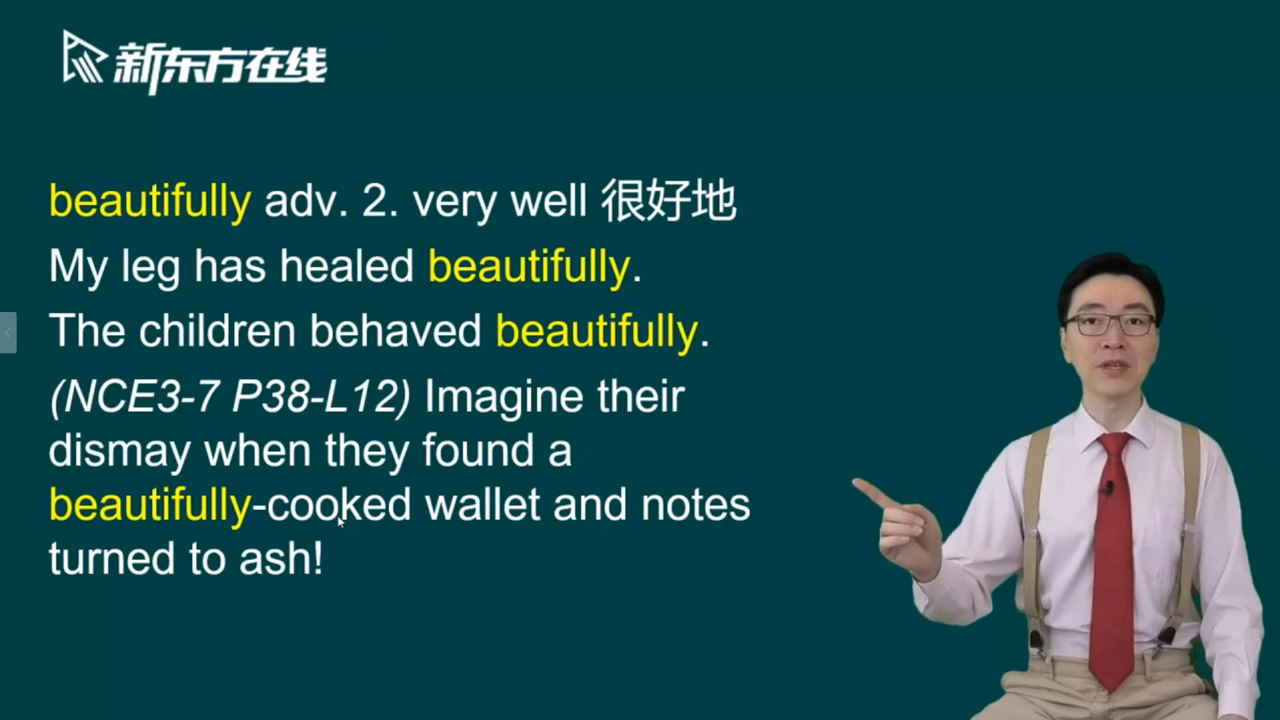 新东方在线
beautifully adv. 2. very well 很好地
My leg has healed beautifully.
The children behaved beautifully.
(NCE3-7 P38-L12) Imagine their
dismay when they found a
beautifully-cooked wallet and notes
turned to ash!